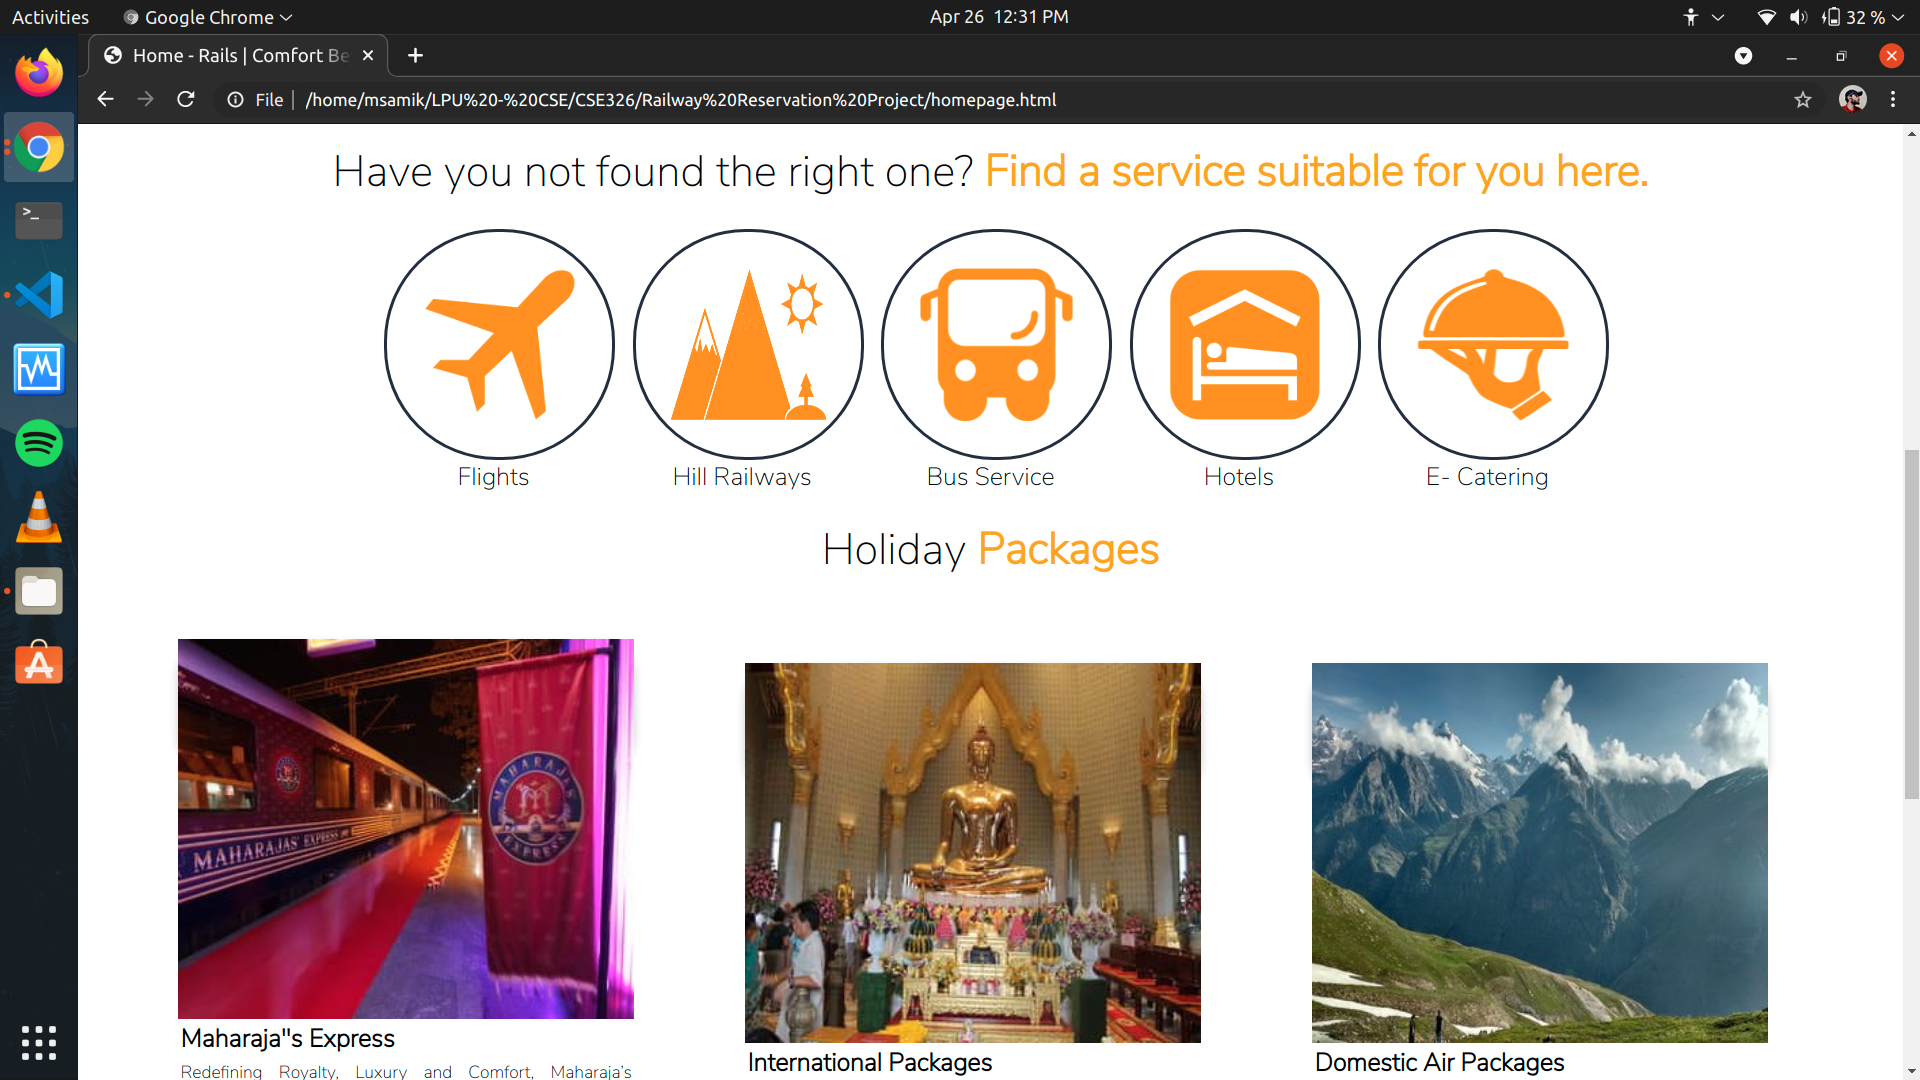 Activities
Google Chrome
Apr 26 12:31 PM
32 %
Home - Rails | Comfort Be
File
/home/msamik/LPU%20-%20CSE/CSE326/Railway%20Reservation%20Project/homepage.html
Have you not found the right one? Find a service suitable for you here.
Flights
Hill Railways
Bus Service
Hotels
E- Catering
Holiday Packages
MAHARAJAS' EXPRESS
MAHARAJAS
EXPRESS
Maharaja"s Express
International Packages
Domestic Air Packages
Redefining Royalty, Luxury and Comfort, Maharaja's